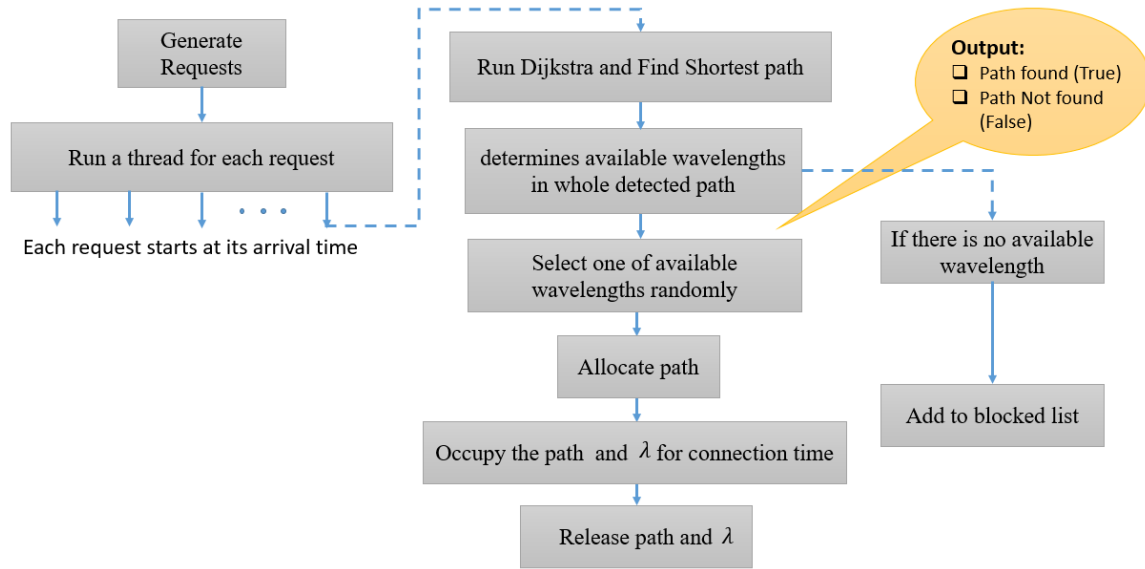 Generate
Requests
Run a thread for each request
Each request starts at its arrival time
Run Dijkstra and Find Shortest path
determines available wavelengths
in whole detected path
Select one of available
wavelengths randomly
Allocate path
Occupy the path and λ for connection time
Release path and λ
Output:
Path found (True)
Path Not found
(False)
If there is no available
wavelength
Add to blocked list